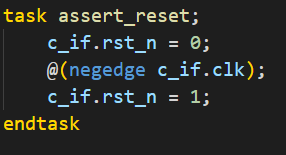 task assert_reset;
    c_if.rst_n = 0;
    @(negedge c_if.clk);
    c_if.rst_n = 1;
endtask